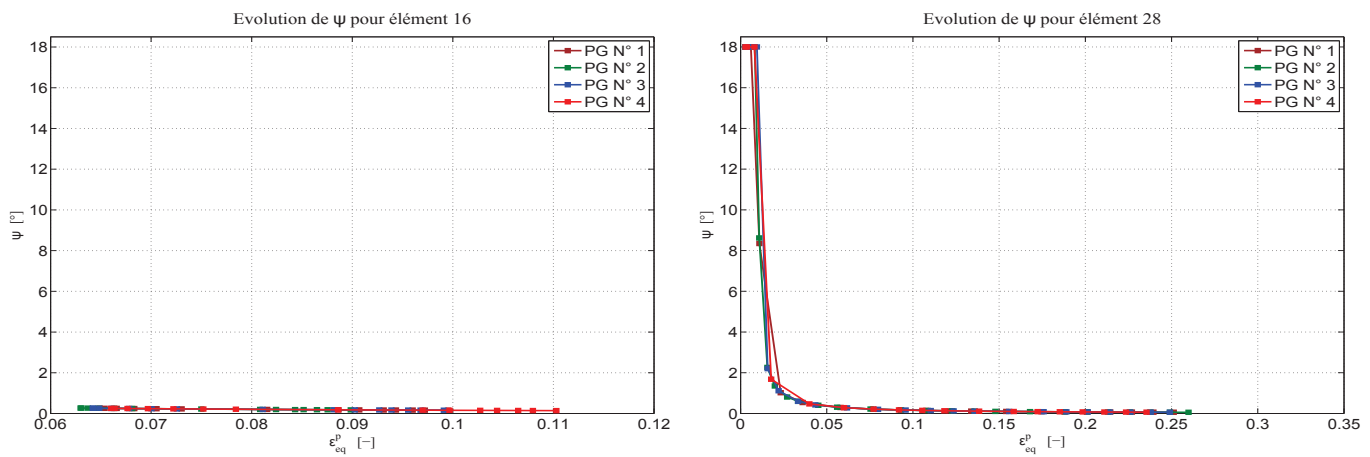 Evolution de ψ pour élément 16
18
16
14
12
10
8
6
4
2
0
ψ [°]
0.06 0.07 0.08 0.09 0.1 0.11 0.12
ε^p_eq [−]
PG N° 1
PG N° 2
PG N° 3
PG N° 4
Evolution de ψ pour élément 28
18
16
14
12
10
8
6
4
2
0
ψ [°]
0 0.05 0.1 0.15 0.2 0.25 0.3 0.35
ε^p_eq [−]
PG N° 1
PG N° 2
PG N° 3
PG N° 4